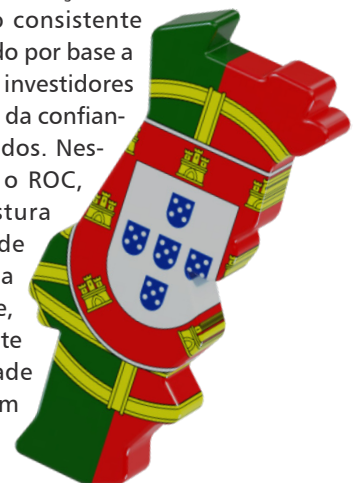 o consistente
do por base a
investidores
da confian-
dos. Nes-
o ROC,
stura
de
a
e,
te
ade
m